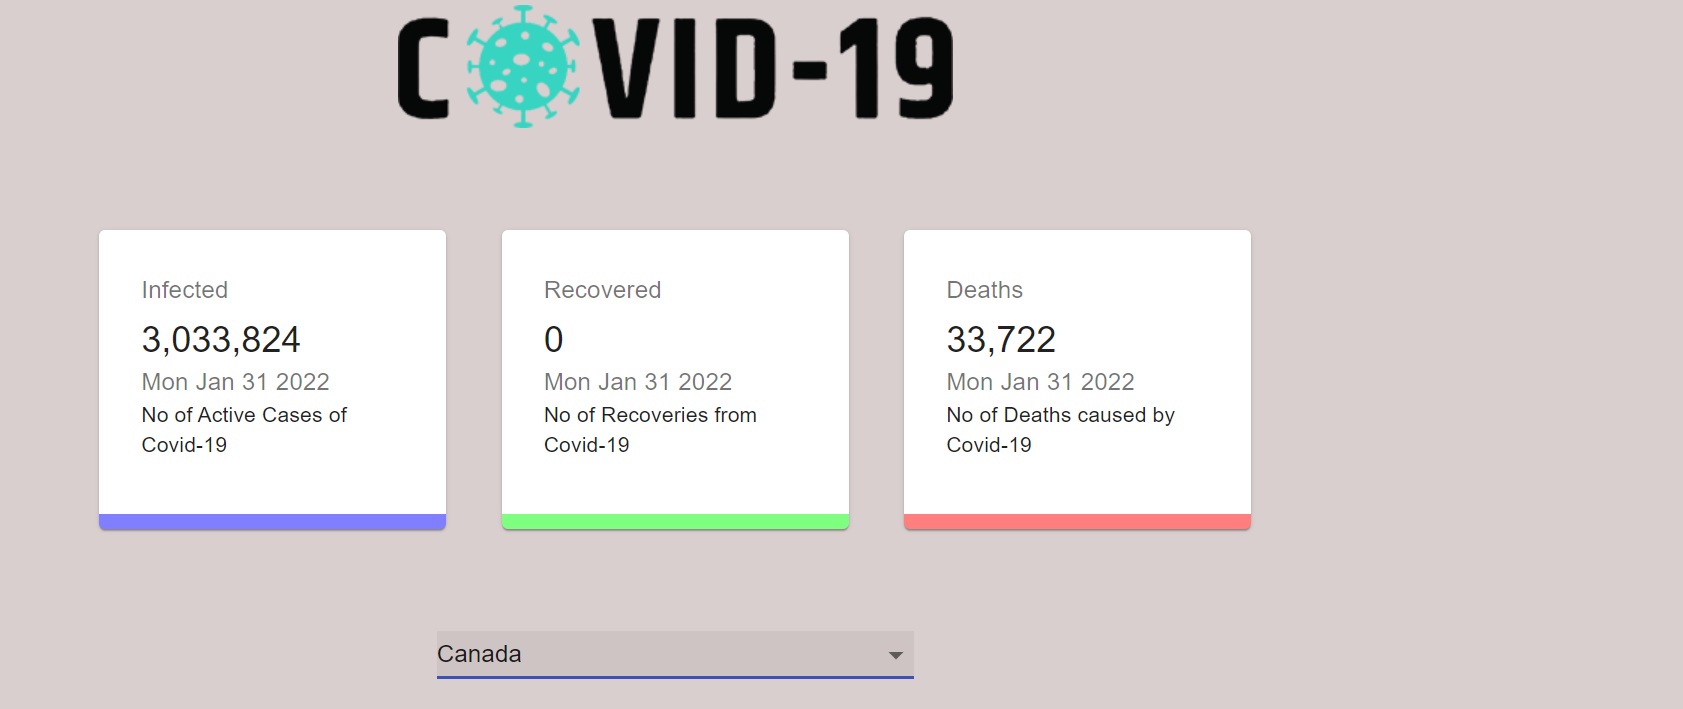 COVID-19
Infected
3,033,824
Mon Jan 31 2022
No of Active Cases of
Covid-19
Recovered
0
Mon Jan 31 2022
No of Recoveries from
Covid-19
Deaths
33,722
Mon Jan 31 2022
No of Deaths caused by
Covid-19
Canada